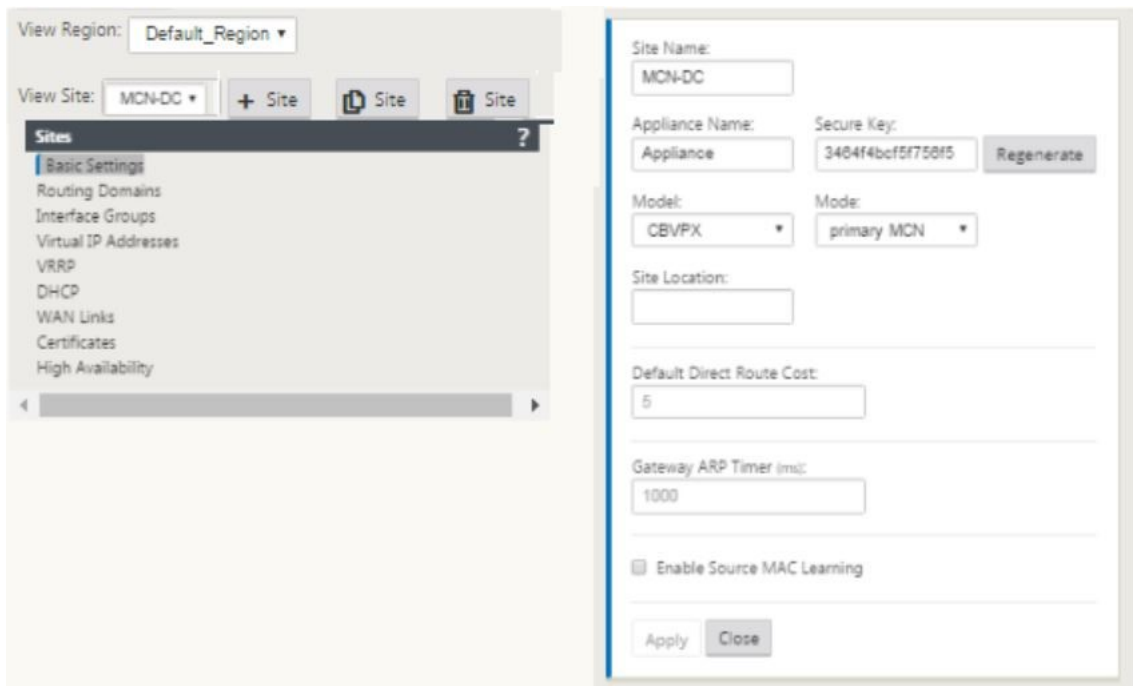 View Region: Default_Region
View Site: MCN-DC + Site Site Site
Sites ?
Basic Settings
Routing Domains
Interface Groups
Virtual IP Addresses
VRRP
DHCP
WAN Links
Certificates
High Availability
Site Name:
MCN-DC
Appliance Name: Secure Key:
Appliance 3464f4bcf5f756f5 Regenerate
Model: Mode:
CBVPX primary MCN
Site Location:
Default Direct Route Cost:
5
Gateway ARP Timer (ms):
1000
Enable Source MAC Learning
Apply Close